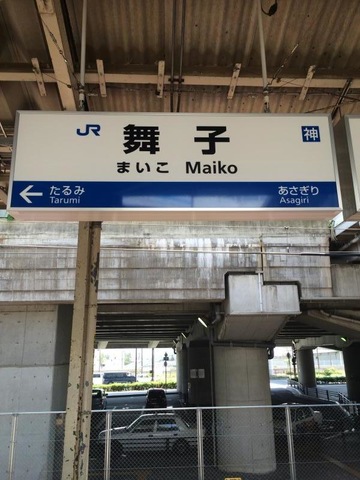 JR 舞子 神
まいこ Maiko
← たるみ あさぎり
Tarumi Asagiri